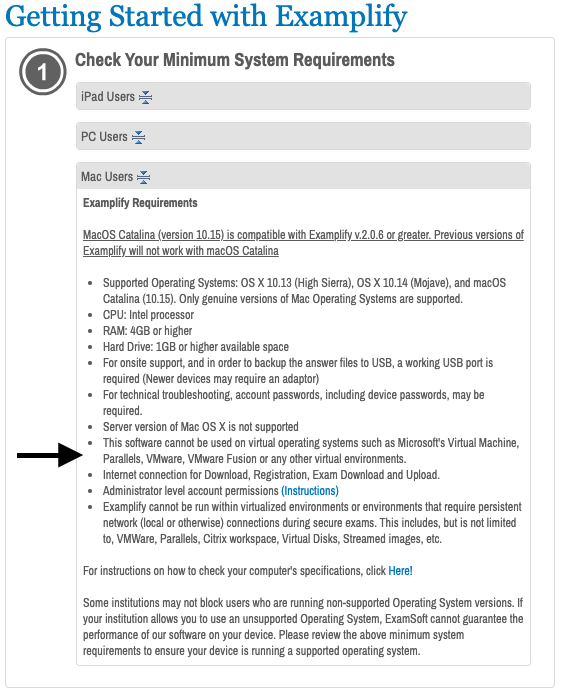 Getting Started with Examplify
1
Check Your Minimum System Requirements
iPad Users
PC Users
Mac Users
Examplify Requirements
MacOS Catalina (version 10.15) is compatible with Examplify v.2.0.6 or greater. Previous versions of
Examplify will not work with macOS Catalina
• Supported Operating Systems: OS X 10.13 (High Sierra), OS X 10.14 (Mojave), and macOS
Catalina (10.15). Only genuine versions of Mac Operating Systems are supported.
• CPU: Intel processor
• RAM: 4GB or higher
• Hard Drive: 1GB or higher available space
• For onsite support, and in order to backup the answer files to USB, a working USB port is
required (Newer devices may require an adaptor)
• For technical troubleshooting, account passwords, including device passwords, may be
required.
• Server version of Mac OS X is not supported
• This software cannot be used on virtual operating systems such as Microsoft's Virtual Machine,
Parallels, VMware, VMware Fusion or any other virtual environments.
• Internet connection for Download, Registration, Exam Download and Upload.
• Administrator level account permissions (Instructions)
• Examplify cannot be run within virtualized environments or environments that require persistent
network (local or otherwise) connections during secure exams. This includes, but is not limited
to, VMWare, Parallels, Citrix workspace, Virtual Disks, Streamed images, etc.
For instructions on how to check your computer's specifications, click Here!
Some institutions may not block users who are running non-supported Operating System versions. If
your institution allows you to use an unsupported Operating System, ExamSoft cannot guarantee the
performance of our software on your device. Please review the above minimum system
requirements to ensure your device is running a supported operating system.